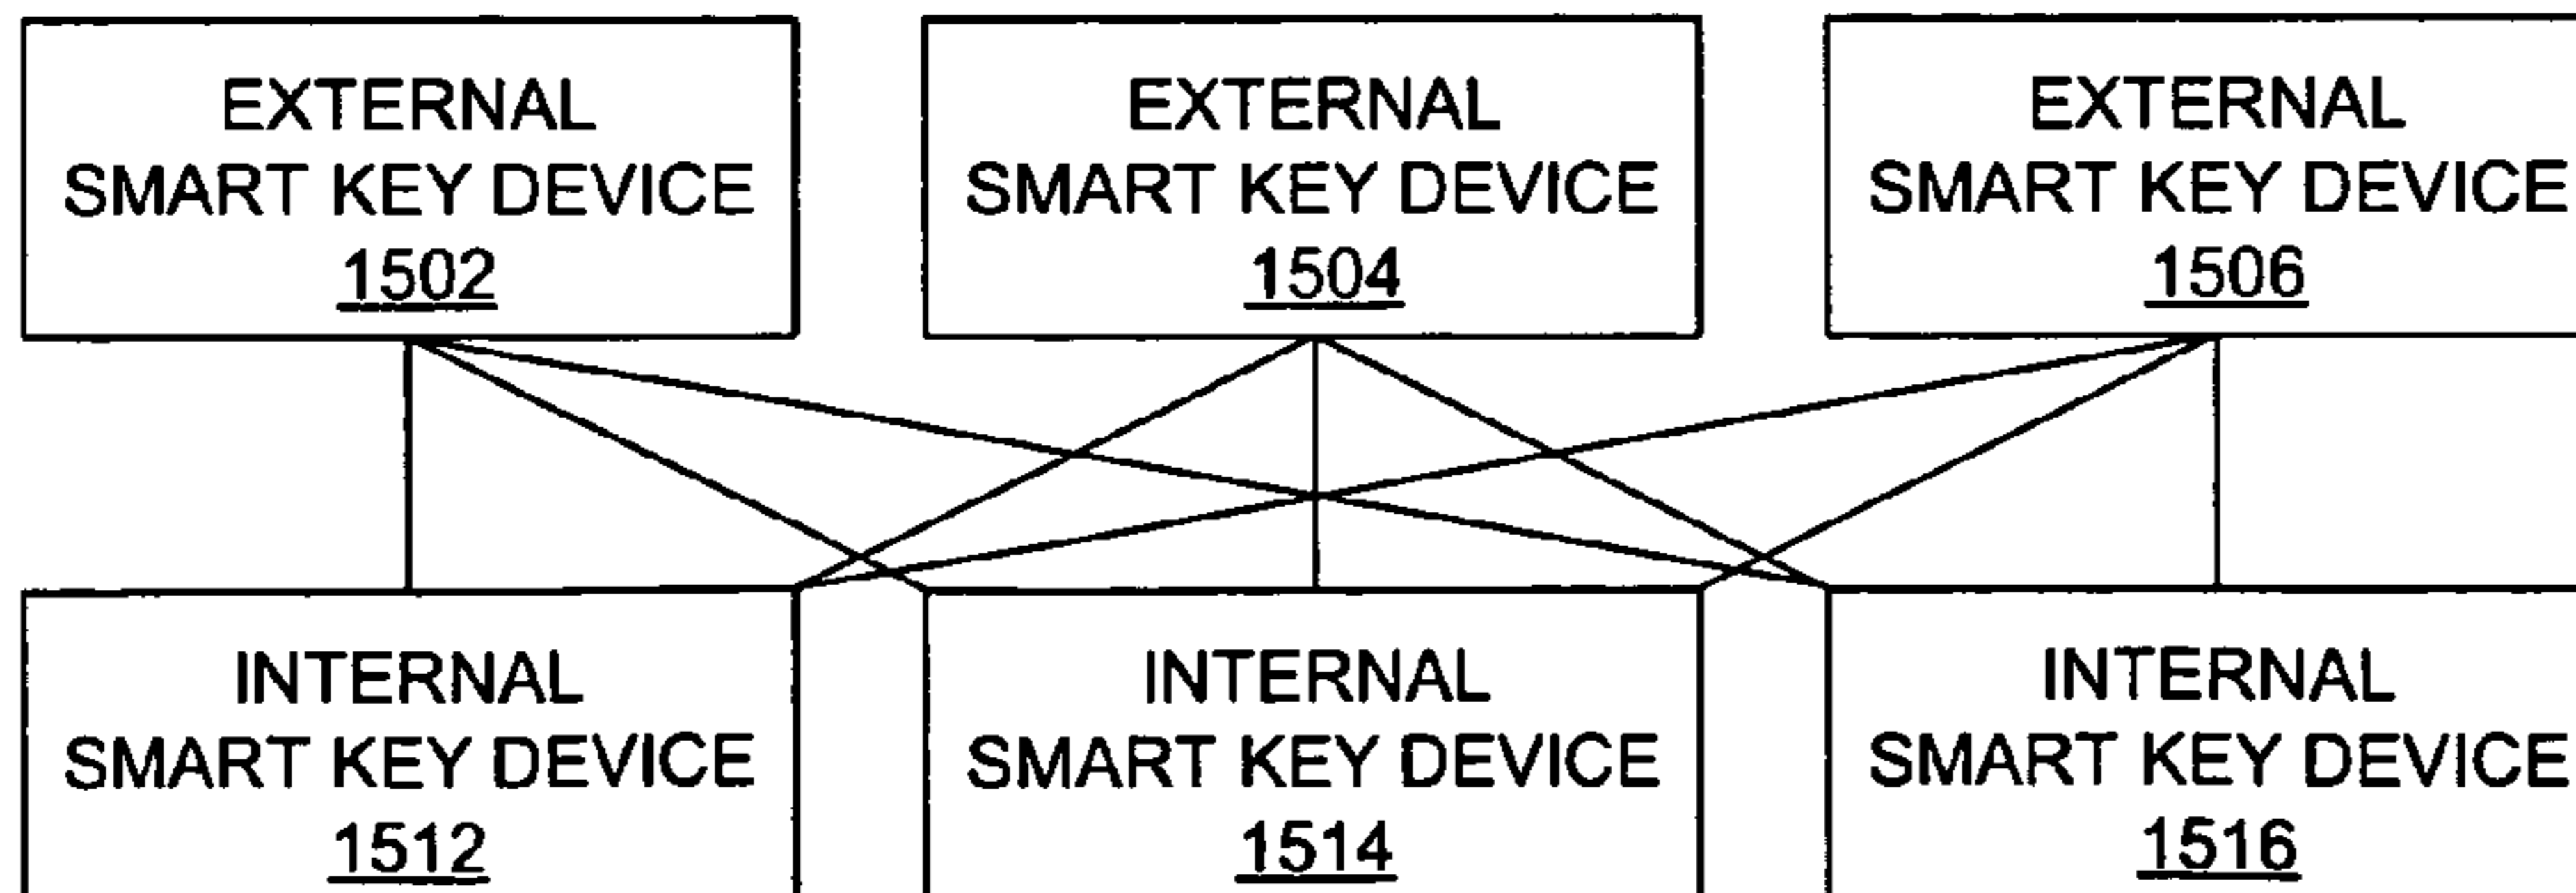 EXTERNAL
SMART KEY DEVICE
1502
EXTERNAL
SMART KEY DEVICE
1504
EXTERNAL
SMART KEY DEVICE
1506
INTERNAL
SMART KEY DEVICE
1512
INTERNAL
SMART KEY DEVICE
1514
INTERNAL
SMART KEY DEVICE
1516